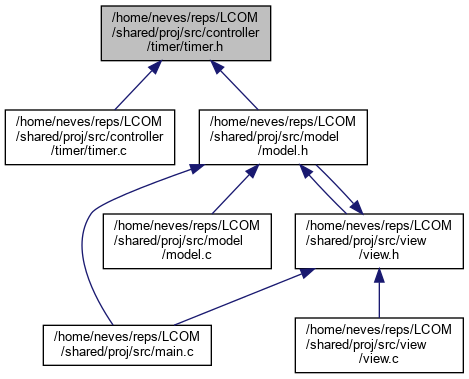 /home/neves/reps/LCOM
/shared/proj/src/controller
/timer/timer.h
/home/neves/reps/LCOM
/shared/proj/src/controller
/timer/timer.c
/home/neves/reps/LCOM
/shared/proj/src/model
/model.h
/home/neves/reps/LCOM
/shared/proj/src/model
/model.c
/home/neves/reps/LCOM
/shared/proj/src/view
/view.h
/home/neves/reps/LCOM
/shared/proj/src/main.c
/home/neves/reps/LCOM
/shared/proj/src/view
/view.c